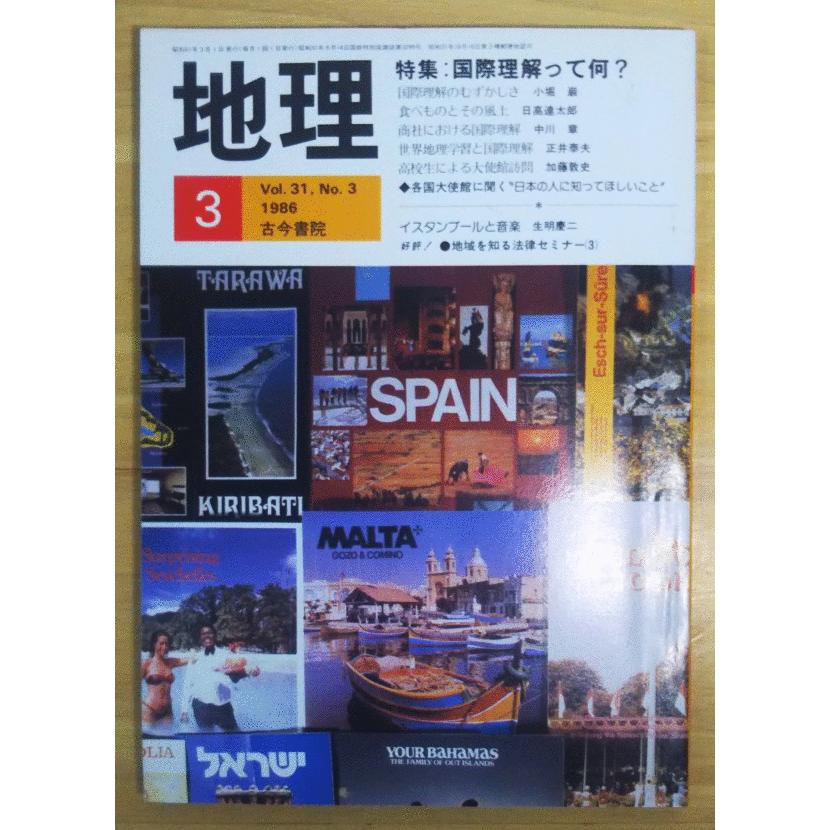 地理
3
Vol. 31, No. 3
1986
古今書院
特集:国際理解って何？
国際理解のむずかしさ 小堀 巌
食べものとその風土 日高達太郎
商社における国際理解 中川 章
世界地理学習と国際理解 正井泰夫
高校生による大使館訪問 加藤敦史
◆各国大使館に聞く“日本の人に知ってほしいこと”
*
イスタンブールと音楽 生明慶二
好評！ ●地域を知る法律セミナー(3)
TARAWA
KIRIBATI
SPAIN
Esch-sur-Sûre
Surprising
Seychelles
MALTA
GOZO & COMINO
OLIA
ישראל
YOUR BAHAMAS
THE FAMILY OF OUT ISLANDS